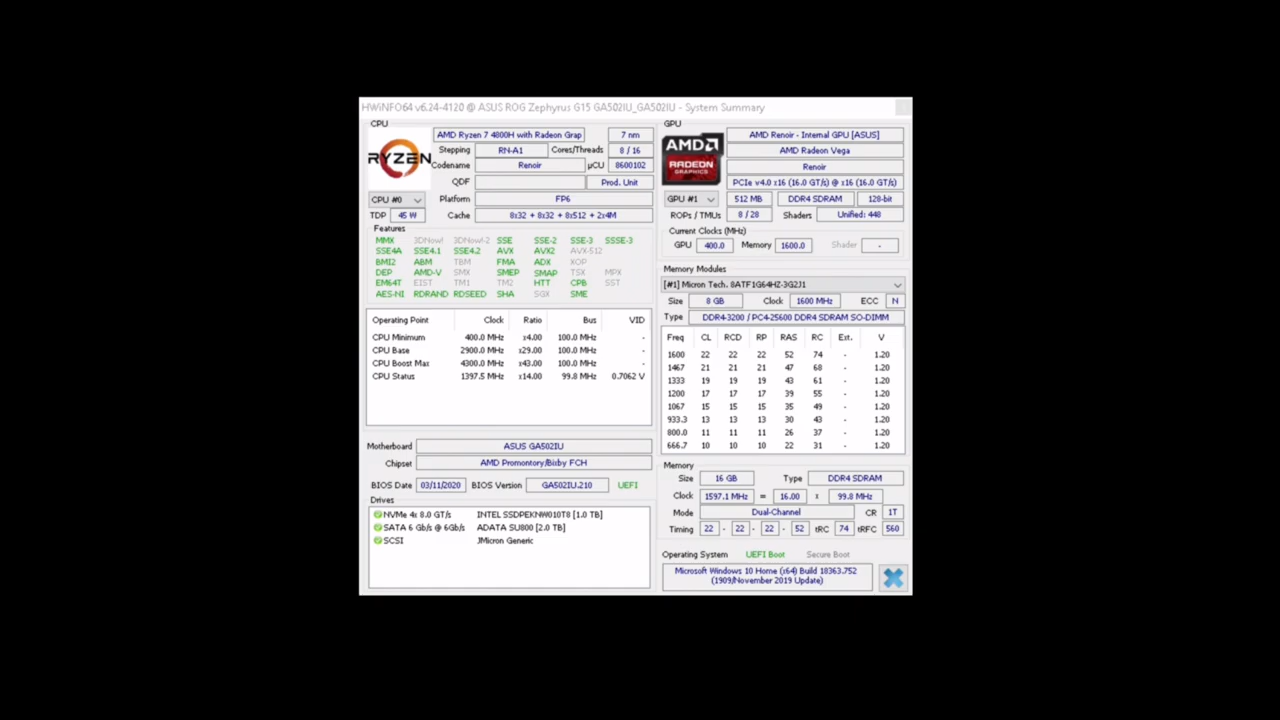 HWiNFO64 v6.24-4120 @ ASUS ROG Zephyrus G15 GA502IU_GA502IU - System Summary
CPU
RYZEN
AMD Ryzen 7 4800H with Radeon Grap 7 nm
Stepping RN-A1 Cores/Threads 8 / 16
Codename Renoir µCU 8600102
QDF Prod. Unit
CPU #0 Platform FP6
TDP 45 W Cache 8x32 + 8x32 + 8x512 + 2x4M
Features
MMX 3DNow! 3DNow!-2 SSE SSE-2 SSE-3 SSSE-3
SSE4A SSE4.1 SSE4.2 AVX AVX2 AVX-512
BMI2 ABM TBM FMA ADX XOP
DEP AMD-V SMX SMEP SMAP TSX MPX
EM64T EIST TM1 TM2 HTT CPB SST
AES-NI RDRAND RDSEED SHA SGX SME
Operating Point Clock Ratio Bus VID
CPU Minimum 400.0 MHz x4.00 100.0 MHz -
CPU Base 2900.0 MHz x29.00 100.0 MHz -
CPU Boost Max 4300.0 MHz x43.00 100.0 MHz -
CPU Status 1397.5 MHz x14.00 99.8 MHz 0.7062 V
Motherboard ASUS GA502IU
Chipset AMD Promontory/Bixby FCH
BIOS Date 03/11/2020 BIOS Version GA502IU.210 UEFI
Drives
NVMe 4x 8.0 GT/s INTEL SSDPEKNW010T8 [1.0 TB]
SATA 6 Gb/s @ 6Gb/s ADATA SU800 [2.0 TB]
SCSI JMicron Generic
GPU
AMD
RADEON
GRAPHICS
AMD Renoir - Internal GPU [ASUS]
AMD Radeon Vega
Renoir
PCIe v4.0 x16 (16.0 GT/s) @ x16 (16.0 GT/s)
GPU #1 512 MB DDR4 SDRAM 128-bit
ROPs / TMUs 8 / 28 Shaders Unified: 448
Current Clocks (MHz)
GPU 400.0 Memory 1600.0 Shader -
Memory Modules
[#1] Micron Tech. 8ATF1G64HZ-3G2J1
Size 8 GB Clock 1600 MHz ECC N
Type DDR4-3200 / PC4-25600 DDR4 SDRAM SO-DIMM
Freq CL RCD RP RAS RC Ext. V
1600 22 22 22 52 74 - 1.20
1467 21 21 21 47 68 - 1.20
1333 19 19 19 43 61 - 1.20
1200 17 17 17 39 55 - 1.20
1067 15 15 15 35 49 - 1.20
933.3 13 13 13 30 43 - 1.20
800.0 11 11 11 26 37 - 1.20
666.7 10 10 10 22 31 - 1.20
Memory
Size 16 GB Type DDR4 SDRAM
Clock 1597.1 MHz = 16.00 x 99.8 MHz
Mode Dual-Channel CR 1T
Timing 22 - 22 - 22 - 52 tRC 74 tRFC 560
Operating System UEFI Boot Secure Boot
Microsoft Windows 10 Home (x64) Build 18363.752
(1909/November 2019 Update)